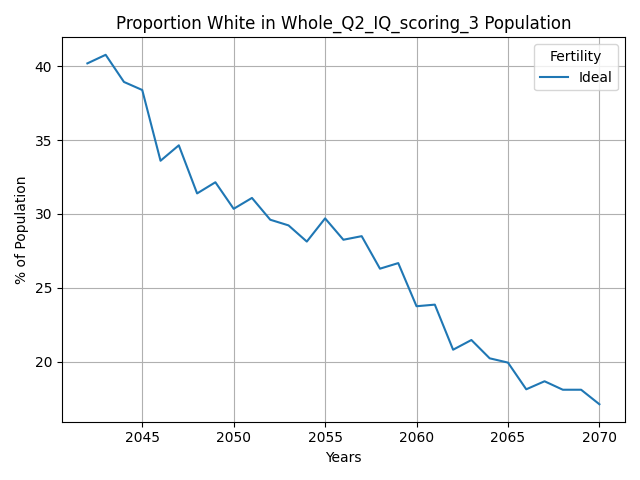 Proportion White in Whole_Q2_IQ_scoring_3 Population
Fertility
Ideal
% of Population
40
35
30
25
20
2045 2050 2055 2060 2065 2070
Years